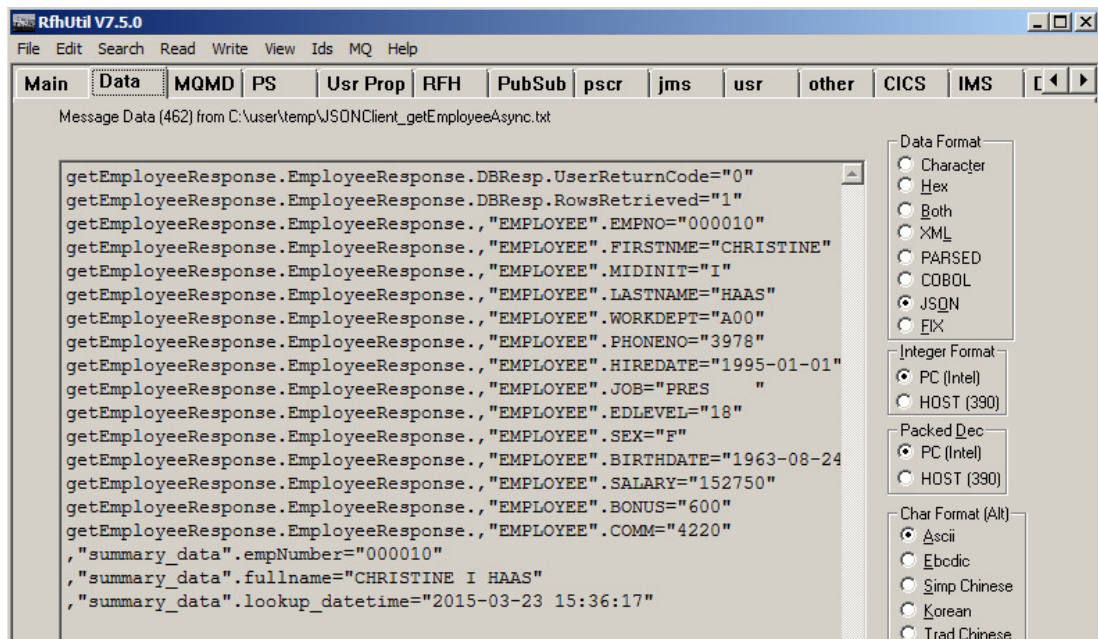 RfhUtil V7.5.0
File Edit Search Read Write View Ids MQ Help
Main Data MQMD PS Usr Prop RFH PubSub pscr jms usr other CICS IMS
Message Data (462) from C:\user\temp\JSONClient_getEmployeeAsync.txt
getEmployeeResponse.EmployeeResponse.DBResp.UserReturnCode="0"
getEmployeeResponse.EmployeeResponse.DBResp.RowsRetrieved="1"
getEmployeeResponse.EmployeeResponse.,"EMPLOYEE".EMPNO="000010"
getEmployeeResponse.EmployeeResponse.,"EMPLOYEE".FIRSTNME="CHRISTINE"
getEmployeeResponse.EmployeeResponse.,"EMPLOYEE".MIDINIT="I"
getEmployeeResponse.EmployeeResponse.,"EMPLOYEE".LASTNAME="HAAS"
getEmployeeResponse.EmployeeResponse.,"EMPLOYEE".WORKDEPT="A00"
getEmployeeResponse.EmployeeResponse.,"EMPLOYEE".PHONENO="3978"
getEmployeeResponse.EmployeeResponse.,"EMPLOYEE".HIREDATE="1995-01-01"
getEmployeeResponse.EmployeeResponse.,"EMPLOYEE".JOB="PRES    "
getEmployeeResponse.EmployeeResponse.,"EMPLOYEE".EDLEVEL="18"
getEmployeeResponse.EmployeeResponse.,"EMPLOYEE".SEX="F"
getEmployeeResponse.EmployeeResponse.,"EMPLOYEE".BIRTHDATE="1963-08-24
getEmployeeResponse.EmployeeResponse.,"EMPLOYEE".SALARY="152750"
getEmployeeResponse.EmployeeResponse.,"EMPLOYEE".BONUS="600"
getEmployeeResponse.EmployeeResponse.,"EMPLOYEE".COMM="4220"
,"summary_data".empNumber="000010"
,"summary_data".fullname="CHRISTINE I HAAS"
,"summary_data".lookup_datetime="2015-03-23 15:36:17"
Data Format
Character
Hex
Both
XML
PARSED
COBOL
JSON
FIX
Integer Format
PC (Intel)
HOST (390)
Packed Dec
PC (Intel)
HOST (390)
Char Format (Alt)
Ascii
Ebcdic
Simp Chinese
Korean
Trad Chinese